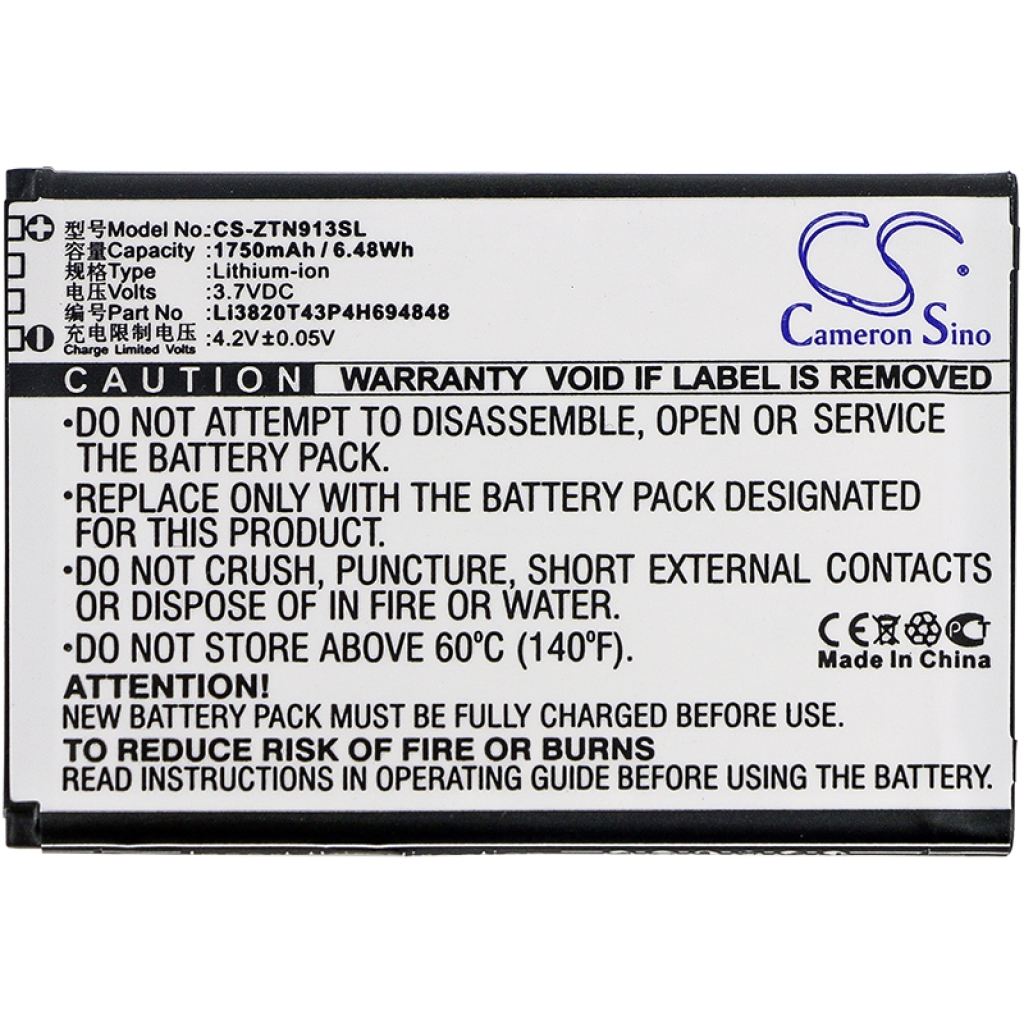 型号Model No.:CS-ZTN913SL
容量Capacity :1750mAh / 6.48Wh
规格Type :Lithium-ion
电压Volts :3.7VDC
编号Part No :Li3820T43P4H694848
充电限制电压 :4.2V±0.05V
Charge Limited Volts
CS®
Cameron Sino
CAUTION WARRANTY VOID IF LABEL IS REMOVED
•DO NOT ATTEMPT TO DISASSEMBLE, OPEN OR SERVICE
THE BATTERY PACK.
•REPLACE ONLY WITH THE BATTERY PACK DESIGNATED
FOR THIS PRODUCT.
•DO NOT CRUSH, PUNCTURE, SHORT EXTERNAL CONTACTS
OR DISPOSE OF IN FIRE OR WATER.
•DO NOT STORE ABOVE 60ºC (140ºF).
CE PCT
Made In China
ATTENTION!
NEW BATTERY PACK MUST BE FULLY CHARGED BEFORE USE.
TO REDUCE RISK OF FIRE OR BURNS
READ INSTRUCTIONS IN OPERATING GUIDE BEFORE USING THE BATTERY.